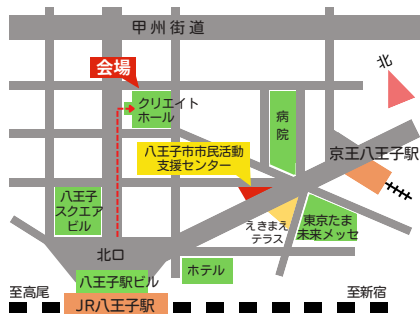 甲州街道
北
会場
クリエイト
ホール
病
院
京王八王子駅
八王子市市民活動
支援センター
八王子
スクエア
ビル
えきまえ
テラス
東京たま
未来メッセ
北口
八王子駅ビル
ホテル
至高尾
至新宿
JR八王子駅